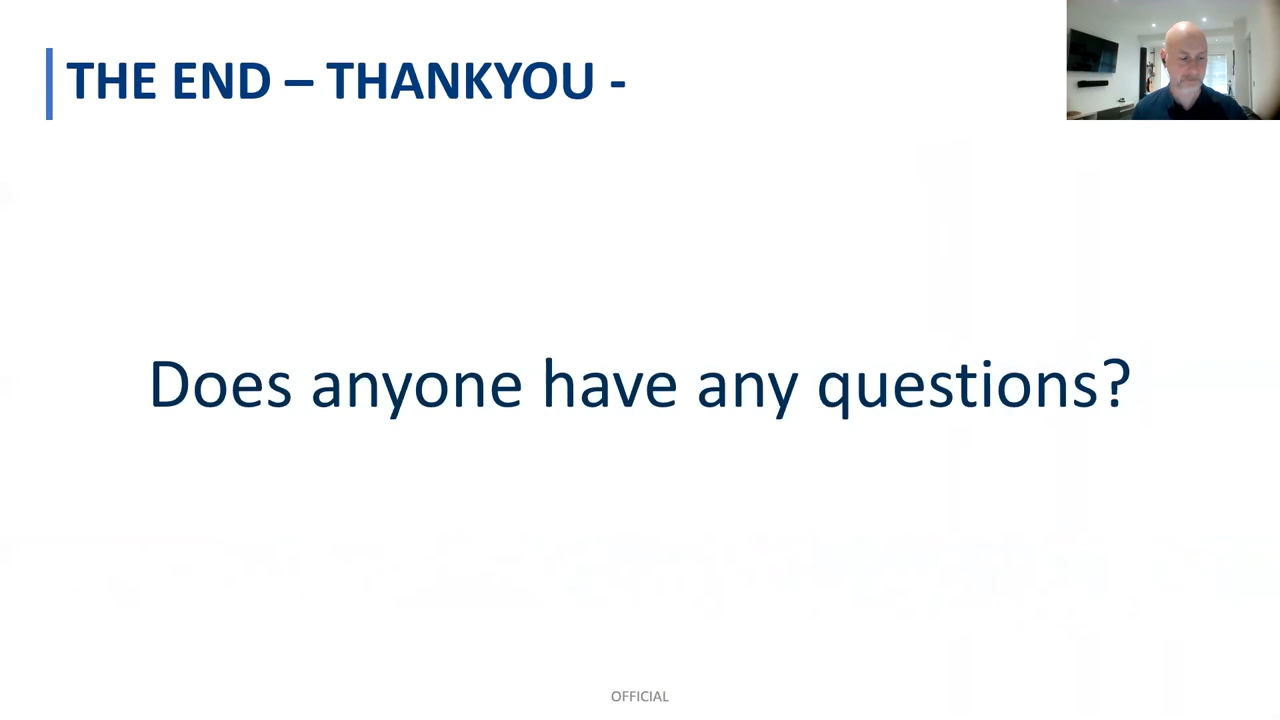 THE END – THANKYOU -
Does anyone have any questions?
OFFICIAL